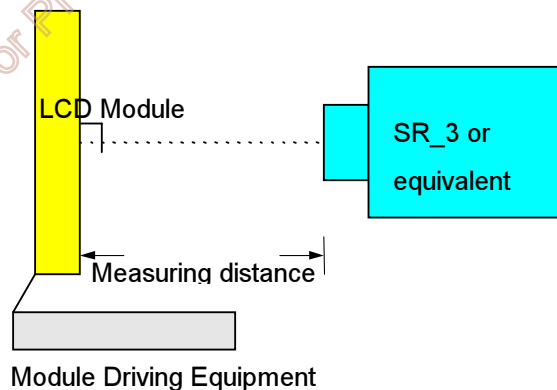 LCD Module
SR_3 or
equivalent
Measuring distance
Module Driving Equipment